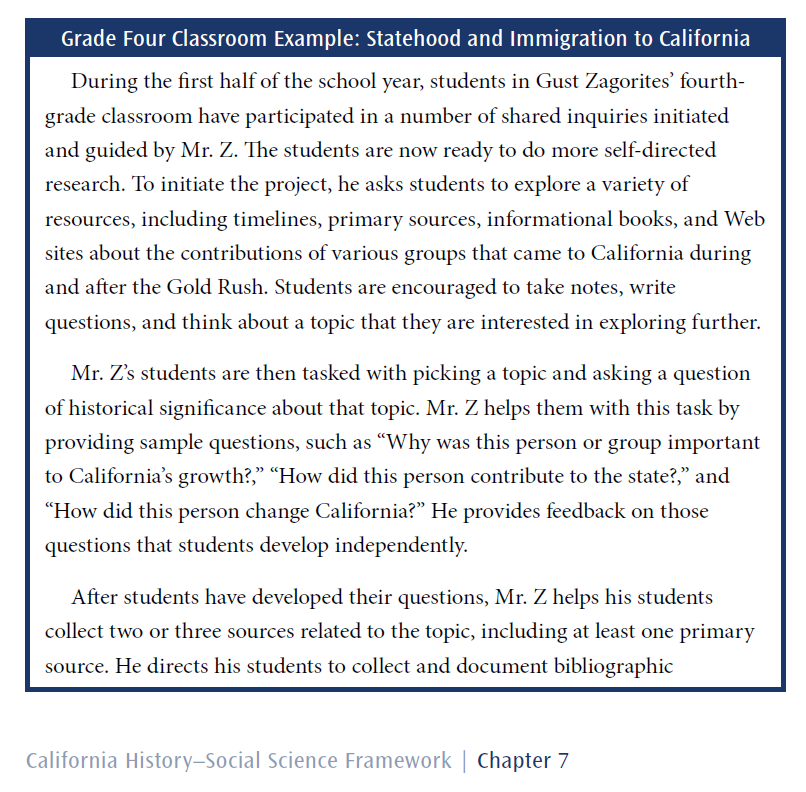 Grade Four Classroom Example: Statehood and Immigration to California
During the first half of the school year, students in Gust Zagorites’ fourth-
grade classroom have participated in a number of shared inquiries initiated
and guided by Mr. Z. The students are now ready to do more self-directed
research. To initiate the project, he asks students to explore a variety of
resources, including timelines, primary sources, informational books, and Web
sites about the contributions of various groups that came to California during
and after the Gold Rush. Students are encouraged to take notes, write
questions, and think about a topic that they are interested in exploring further.
Mr. Z’s students are then tasked with picking a topic and asking a question
of historical significance about that topic. Mr. Z helps them with this task by
providing sample questions, such as “Why was this person or group important
to California’s growth?,” “How did this person contribute to the state?,” and
“How did this person change California?” He provides feedback on those
questions that students develop independently.
After students have developed their questions, Mr. Z helps his students
collect two or three sources related to the topic, including at least one primary
source. He directs his students to collect and document bibliographic
California History–Social Science Framework | Chapter 7